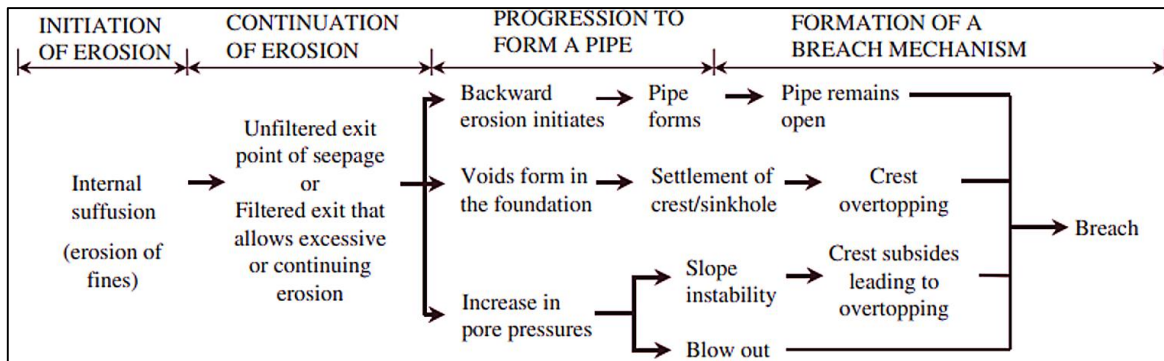 INITIATION
OF EROSION
CONTINUATION
OF EROSION
PROGRESSION TO
FORM A PIPE
FORMATION OF A
BREACH MECHANISM
Internal
suffusion
(erosion of
fines)
Unfiltered exit
point of seepage
or
Filtered exit that
allows excessive
or continuing
erosion
Backward
erosion initiates
Pipe
forms
Pipe remains
open
Voids form in
the foundation
Settlement of
crest/sinkhole
Crest
overtopping
Increase in
pore pressures
Slope
instability
Crest subsides
leading to
overtopping
Blow out
Breach